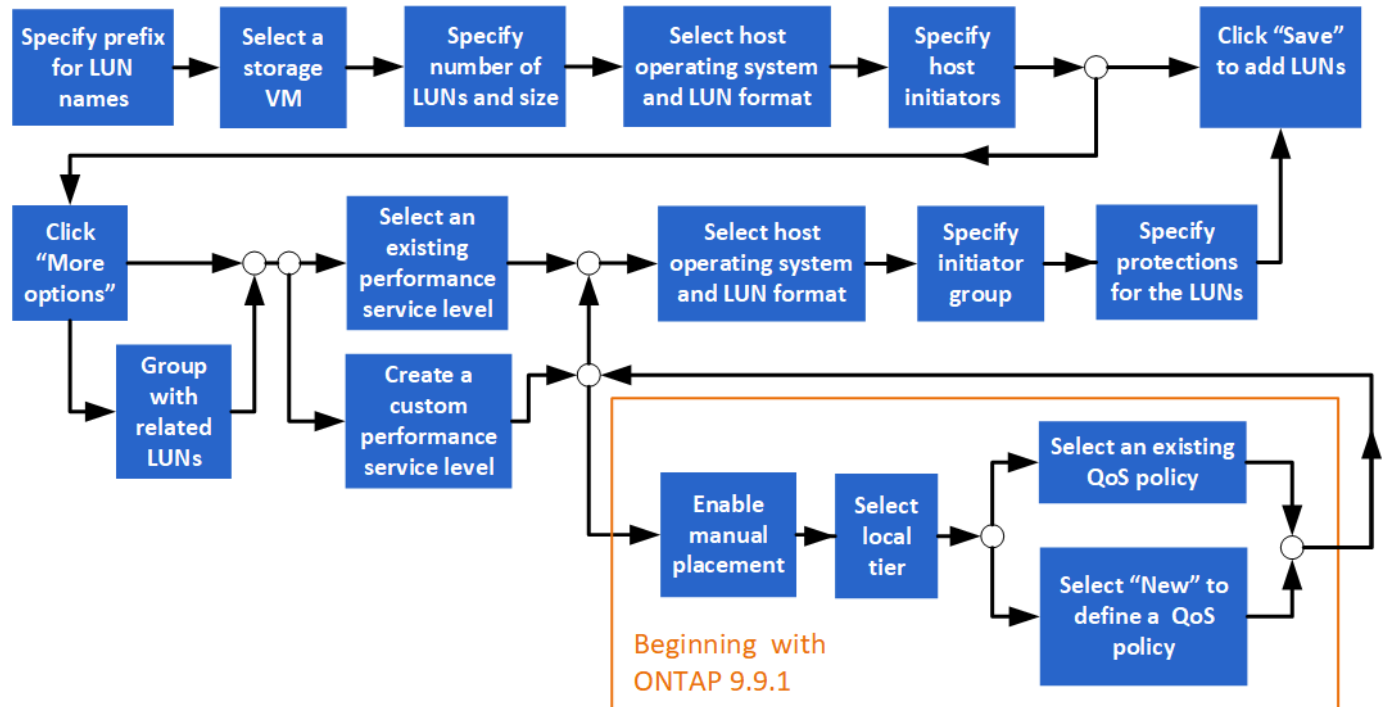 Specify prefix
for LUN
names
Select a
storage
VM
Specify
number of
LUNs and size
Select host
operating system
and LUN format
Specify
host
initiators
Click “Save”
to add LUNs
Click
“More
options”
Group
with
related
LUNs
Select an
existing
performance
service level
Create a
custom
performance
service level
Select host
operating system
and LUN format
Specify
initiator
group
Specify
protections
for the LUNs
Enable
manual
placement
Select
local
tier
Select an existing
QoS policy
Select “New” to
define a QoS
policy
Beginning with
ONTAP 9.9.1